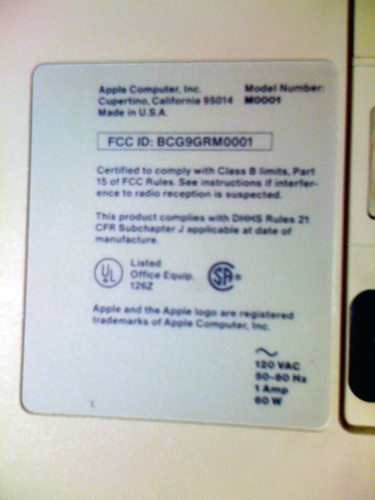 Apple Computer, Inc.
Cupertino, California 95014
Made in U.S.A.
Model Number:
M0001
FCC ID: BCG9GRM0001
Certified to comply with Class B limits, Part
15 of FCC Rules. See instructions if interfer-
ence to radio reception is suspected.
This product complies with DHHS Rules 21
CFR Subchapter J applicable at date of
manufacture.
UL
Listed
Office Equip.
126Z
SA
®
Apple and the Apple logo are registered
trademarks of Apple Computer, Inc.
120 VAC
50-60 Hz
1 Amp
60 W